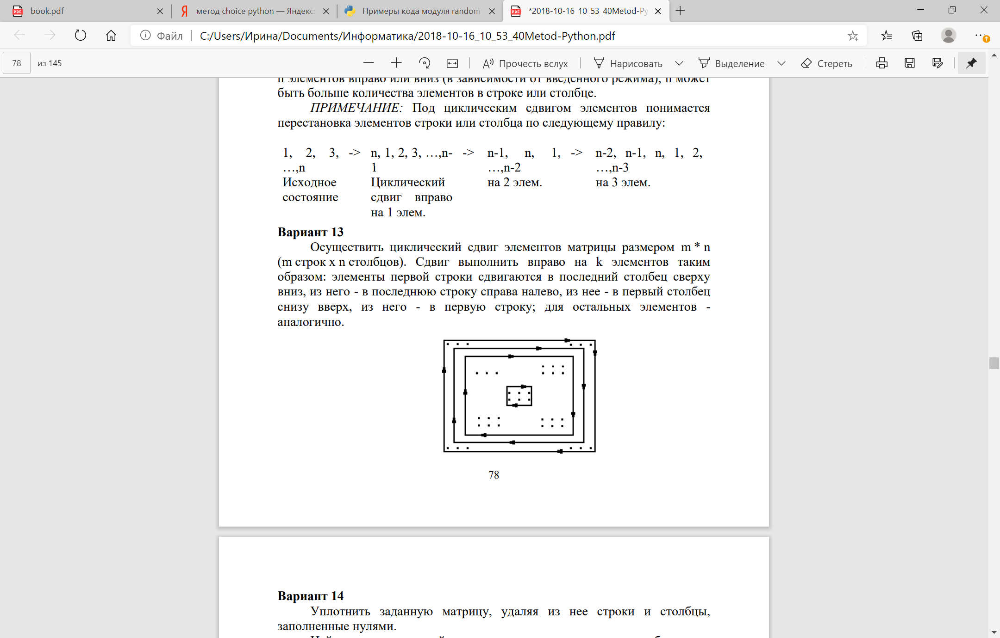 book.pdf
метод choice python — Яндекс:
Примеры кода модуля random
*2018-10-16_10_53_40Metod-Py
Файл
C:/Users/Ирина/Documents/Информатика/2018-10-16_10_53_40Metod-Python.pdf
78 из 145
Прочесть вслух
Нарисовать
Выделение
Стереть
n элементов вправо или вниз (в зависимости от введенного режима), n может
быть больше количества элементов в строке или столбце.
ПРИМЕЧАНИЕ: Под циклическим сдвигом элементов понимается
перестановка элементов строки или столбца по следующему правилу:
1, 2, 3, -> n, 1, 2, 3, …,n- -> n-1, n, 1, -> n-2, n-1, n, 1, 2,
…,n 1 …,n-2 …,n-3
Исходное Циклический на 2 элем. на 3 элем.
состояние сдвиг вправо
на 1 элем.
Вариант 13
Осуществить циклический сдвиг элементов матрицы размером m * n
(m строк x n столбцов). Сдвиг выполнить вправо на k элементов таким
образом: элементы первой строки сдвигаются в последний столбец сверху
вниз, из него - в последнюю строку справа налево, из нее - в первый столбец
снизу вверх, из него - в первую строку; для остальных элементов -
аналогично.
78
Вариант 14
Уплотнить заданную матрицу, удаляя из нее строки и столбцы,
заполненные нулями.